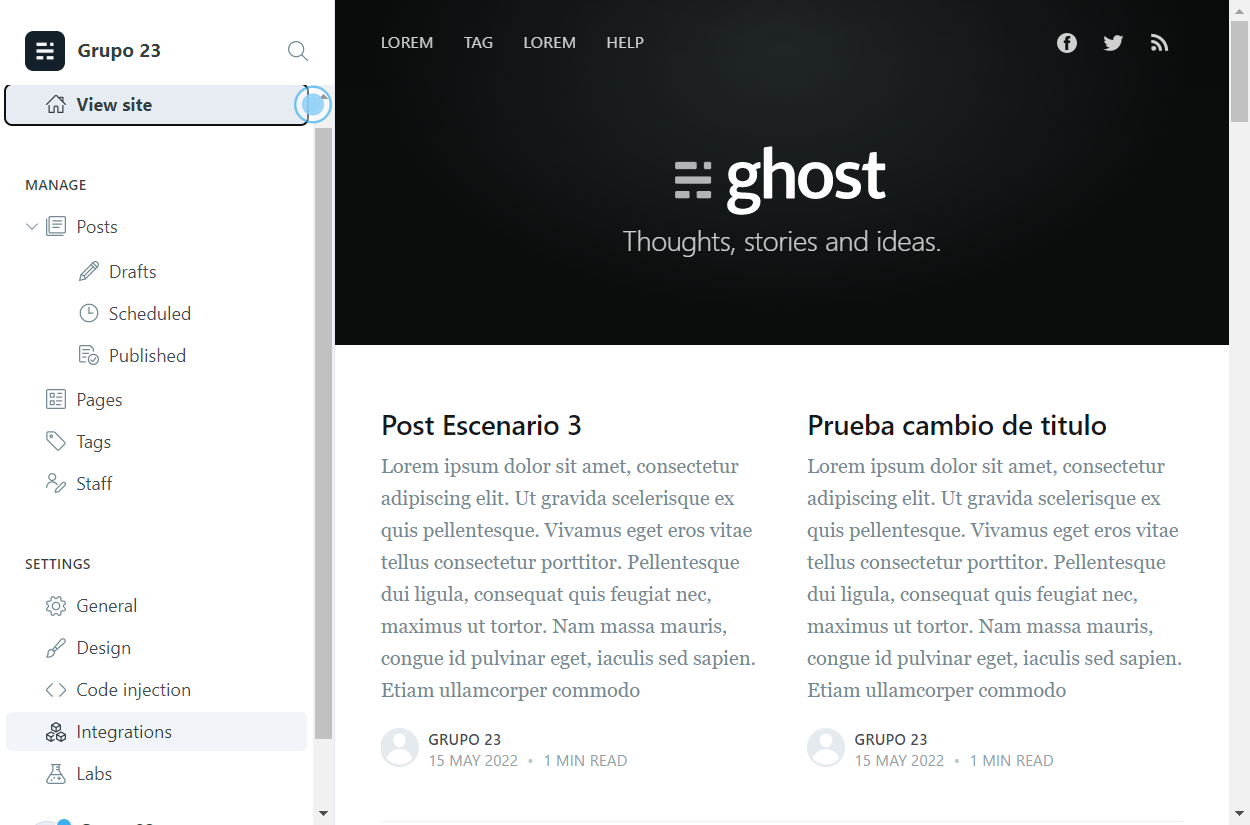 Grupo 23
View site
MANAGE
Posts
Drafts
Scheduled
Published
Pages
Tags
Staff
SETTINGS
General
Design
Code injection
Integrations
Labs
LOREM TAG LOREM HELP
ghost
Thoughts, stories and ideas.
Post Escenario 3
Lorem ipsum dolor sit amet, consectetur
adipiscing elit. Ut gravida scelerisque ex
quis pellentesque. Vivamus eget eros vitae
tellus consectetur porttitor. Pellentesque
dui ligula, consequat quis feugiat nec,
maximus ut tortor. Nam massa mauris,
congue id pulvinar eget, iaculis sed sapien.
Etiam ullamcorper commodo
GRUPO 23
15 MAY 2022 • 1 MIN READ
Prueba cambio de titulo
Lorem ipsum dolor sit amet, consectetur
adipiscing elit. Ut gravida scelerisque ex
quis pellentesque. Vivamus eget eros vitae
tellus consectetur porttitor. Pellentesque
dui ligula, consequat quis feugiat nec,
maximus ut tortor. Nam massa mauris,
congue id pulvinar eget, iaculis sed sapien.
Etiam ullamcorper commodo
GRUPO 23
15 MAY 2022 • 1 MIN READ